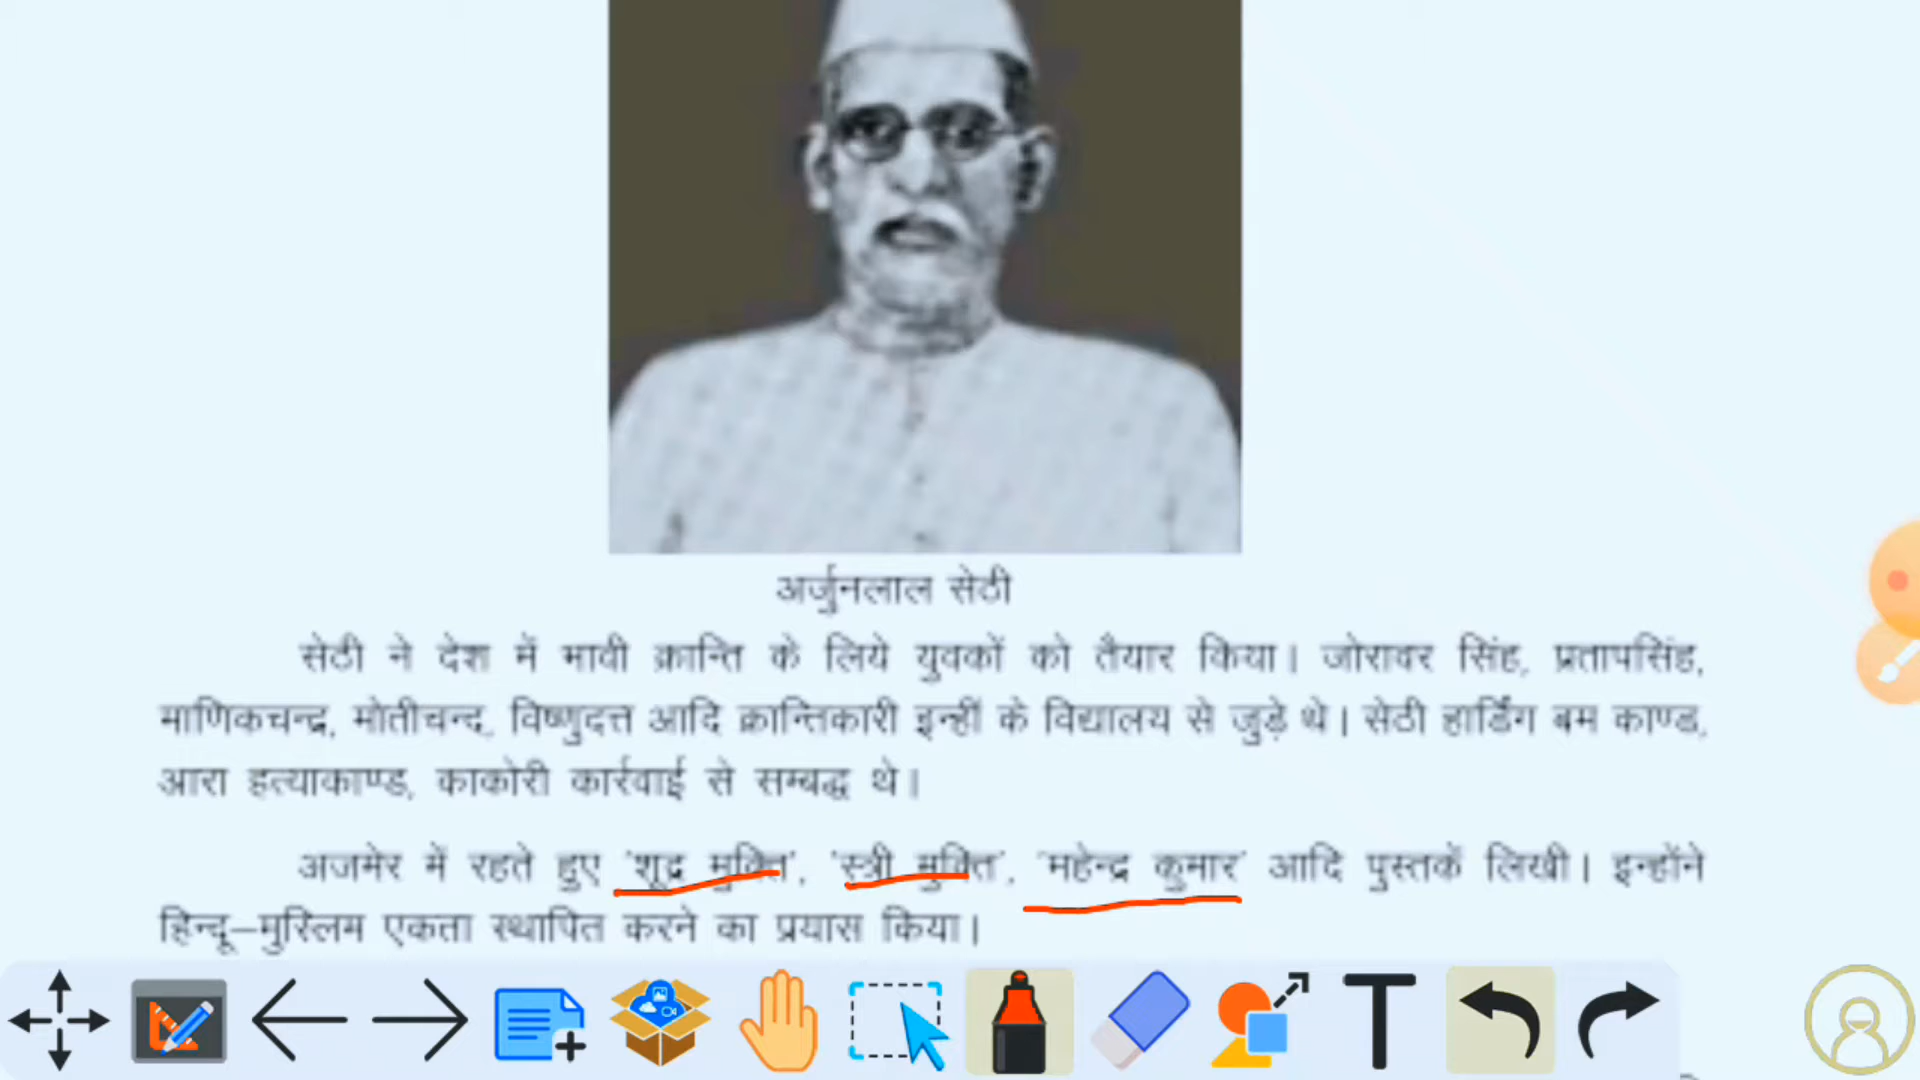 अर्जुनलाल सेठी
सेठी ने देश में भावी क्रान्ति के लिये युवकों को तैयार किया। जोरावर सिंह, प्रतापसिंह,
माणिकचन्द्र, मोतीचन्द, विष्णुदत्त आदि क्रान्तिकारी इन्हीं के विद्यालय से जुड़े थे। सेठी हार्डिंग बम काण्ड,
आरा हत्याकाण्ड, काकोरी कार्रवाई से सम्बद्ध थे।
अजमेर में रहते हुए 'शूद्र मुक्ति', 'स्त्री मुक्ति', 'महेन्द्र कुमार' आदि पुस्तकें लिखी। इन्होंने
हिन्दू–मुस्लिम एकता स्थापित करने का प्रयास किया।